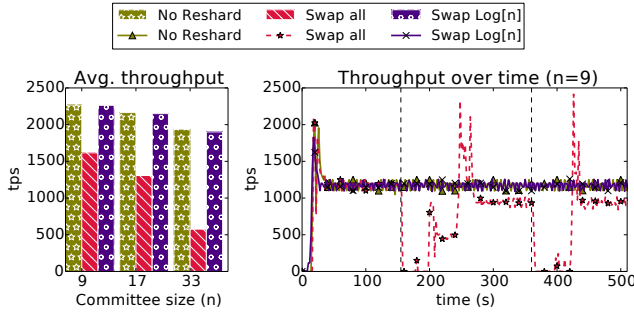 No Reshard Swap all Swap Log[n]
No Reshard Swap all Swap Log[n]
Avg. throughput
2500
2000
1500
1000
500
0
tps
9 17 33
Committee size (n)
Throughput over time (n=9)
2500
2000
1500
1000
500
0
tps
0 100 200 300 400 500
time (s)